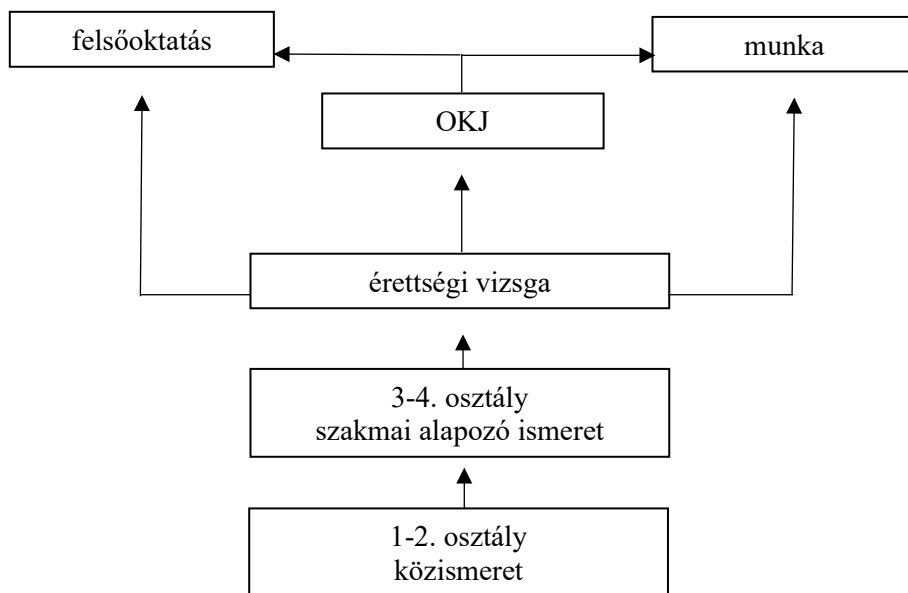 felsőoktatás
munka
OKJ
érettségi vizsga
3-4. osztály
szakmai alapozó ismeret
1-2. osztály
közismeret